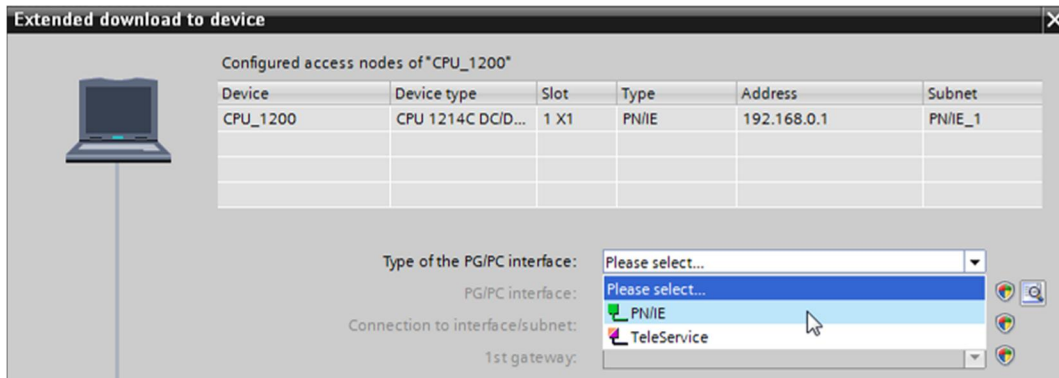 Extended download to device
Configured access nodes of "CPU_1200"
Device Device type Slot Type Address Subnet
CPU_1200 CPU 1214C DC/D... 1 X1 PN/IE 192.168.0.1 PN/IE_1
Type of the PG/PC interface: Please select...
PG/PC interface: Please select...
PN/IE
Connection to interface/subnet: TeleService
1st gateway: